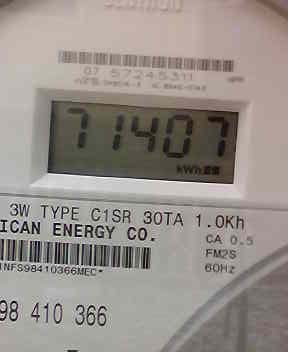 07 57245311
71407
kWh
3W TYPE C1SR 30TA 1.0Kh
ICAN ENERGY CO.
CA 0.5
FM2S
60Hz
INFS98410366MEC*
98 410 366